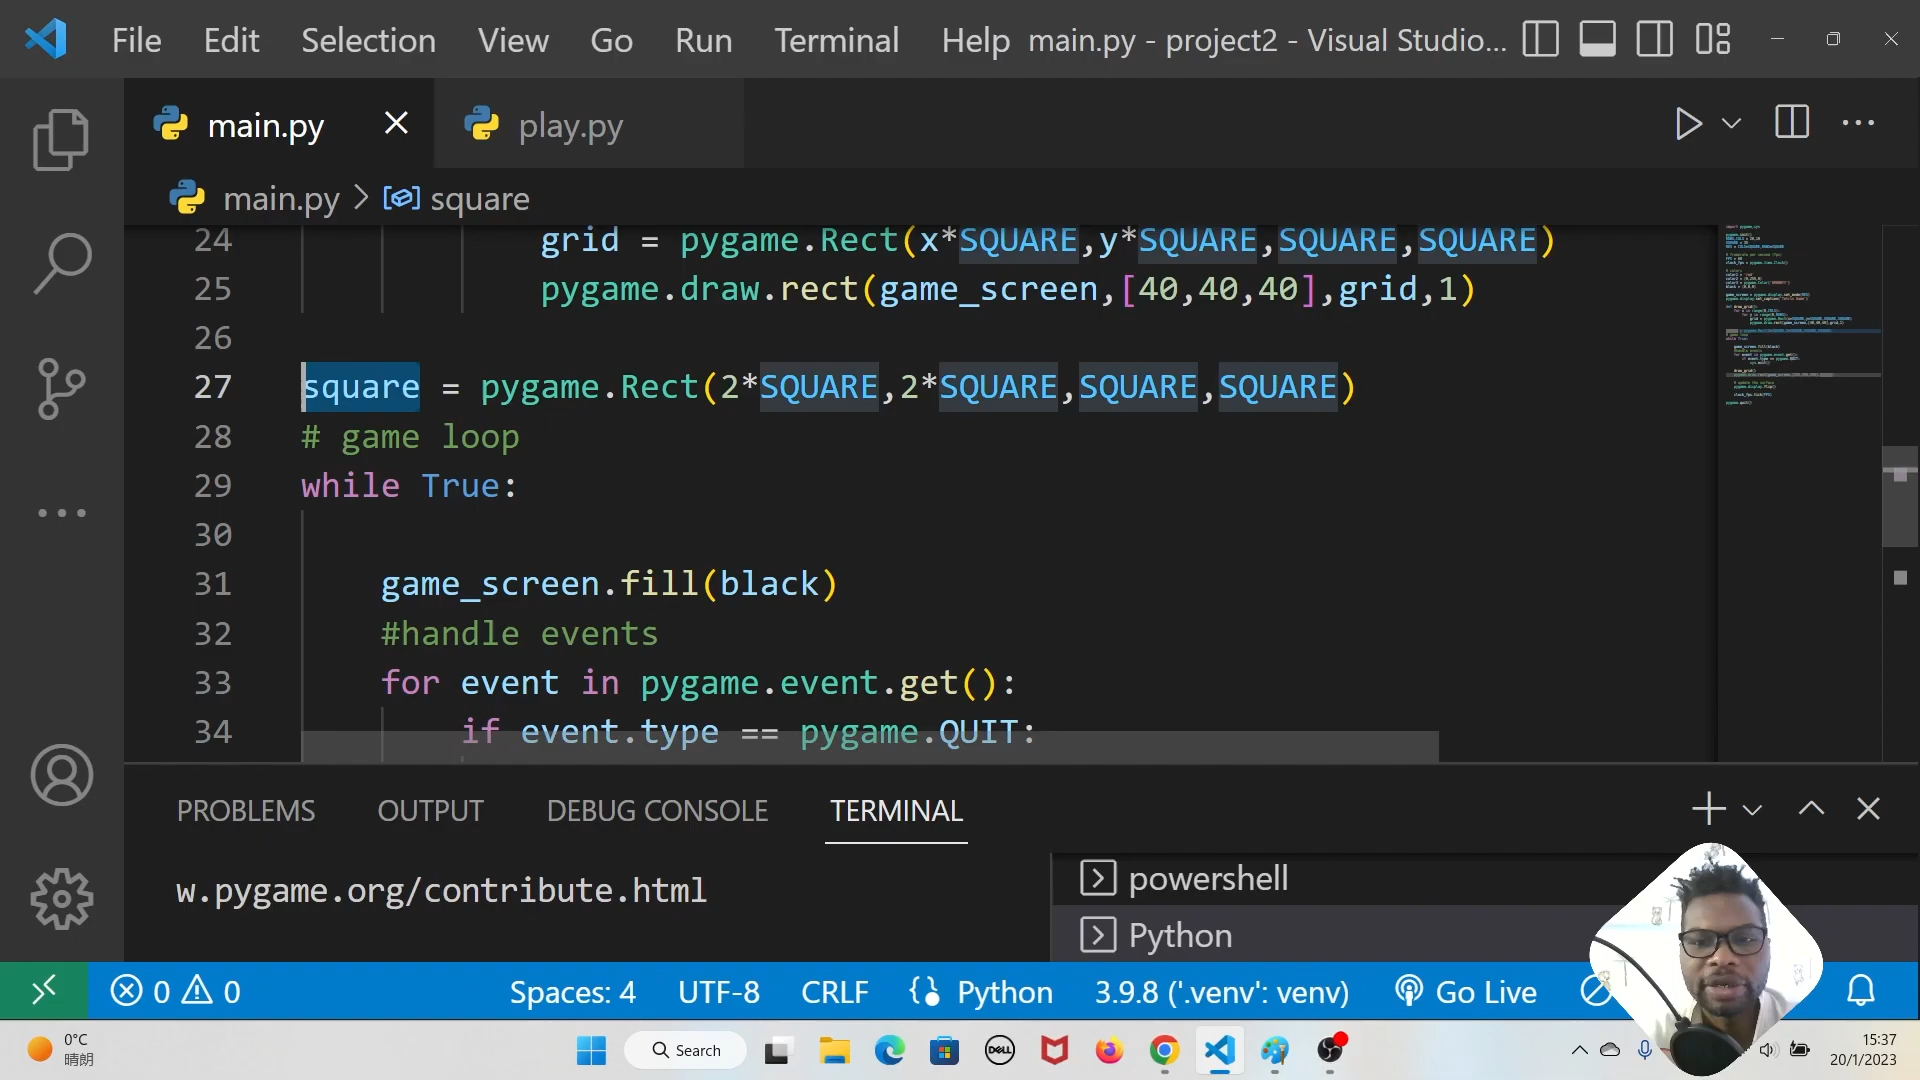 File Edit Selection View Go Run Terminal Help main.py - project2 - Visual Studio...
main.py play.py
main.py > square
24 grid = pygame.Rect(x*SQUARE,y*SQUARE,SQUARE,SQUARE)
25 pygame.draw.rect(game_screen,[40,40,40],grid,1)
26
27 square = pygame.Rect(2*SQUARE,2*SQUARE,SQUARE,SQUARE)
28 # game loop
29 while True:
30
31 game_screen.fill(black)
32 #handle events
33 for event in pygame.event.get():
34 if event.type == pygame.QUIT:
PROBLEMS OUTPUT DEBUG CONSOLE TERMINAL
w.pygame.org/contribute.html
powershell
Python
0 0 Spaces: 4 UTF-8 CRLF Python 3.9.8 ('.venv': venv) Go Live
0°C
晴朗
Search
DELL
15:37
20/1/2023